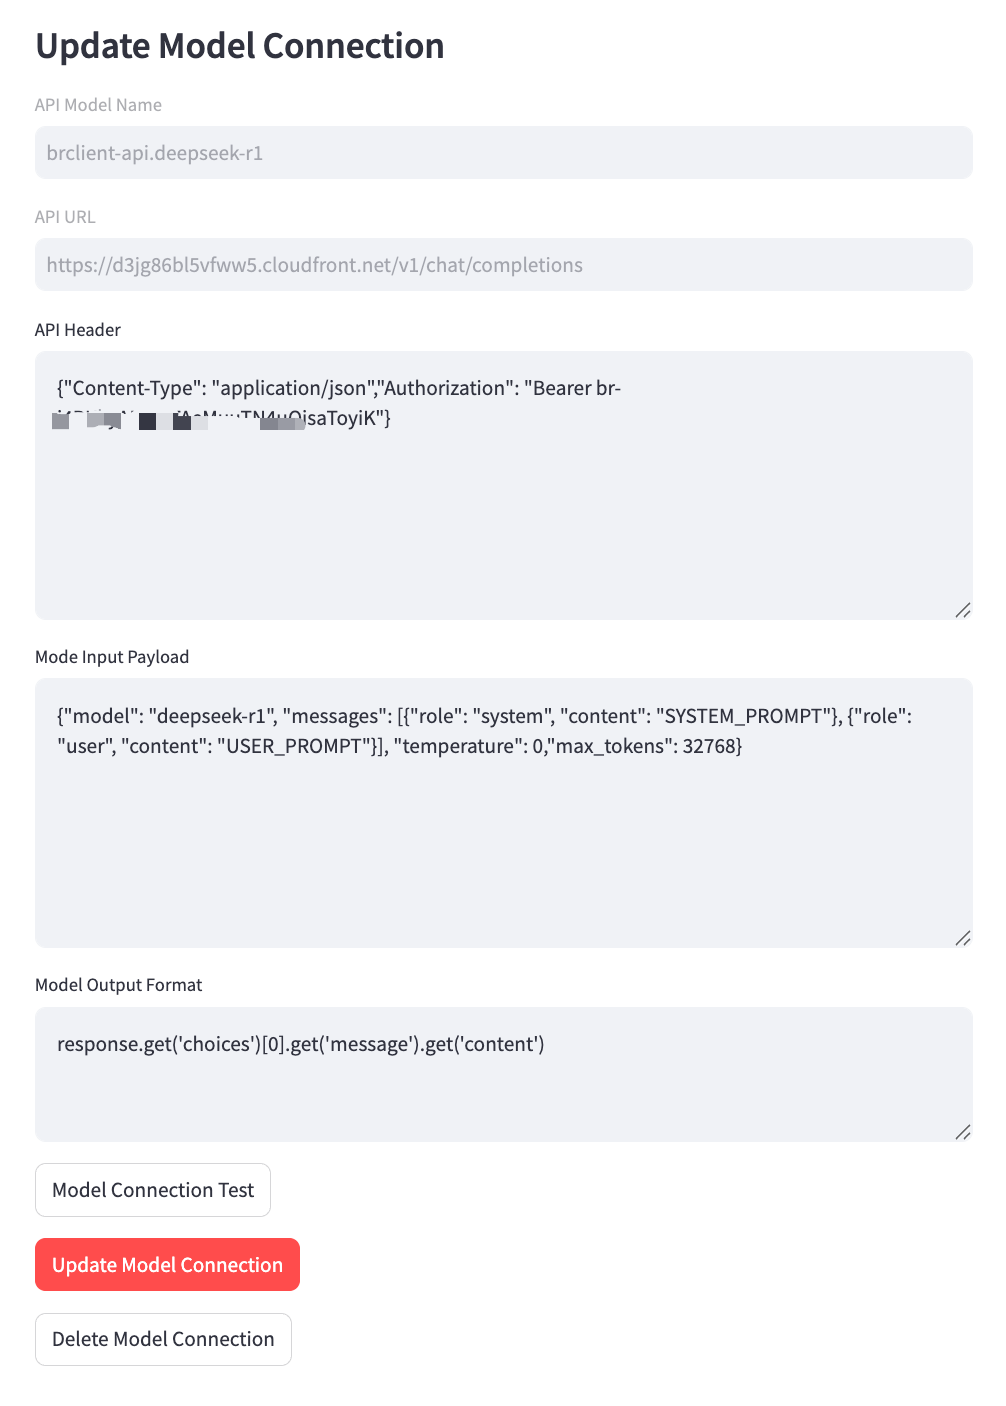 Update Model Connection
API Model Name
brclient-api.deepseek-r1
API URL
https://d3jg86bl5vfww5.cloudfront.net/v1/chat/completions
API Header
{"Content-Type": "application/json","Authorization": "Bearer br-
Mode Input Payload
{"model": "deepseek-r1", "messages": [{"role": "system", "content": "SYSTEM_PROMPT"}, {"role":
"user", "content": "USER_PROMPT"}], "temperature": 0,"max_tokens": 32768}
Model Output Format
response.get('choices')[0].get('message').get('content')
Model Connection Test
Update Model Connection
Delete Model Connection